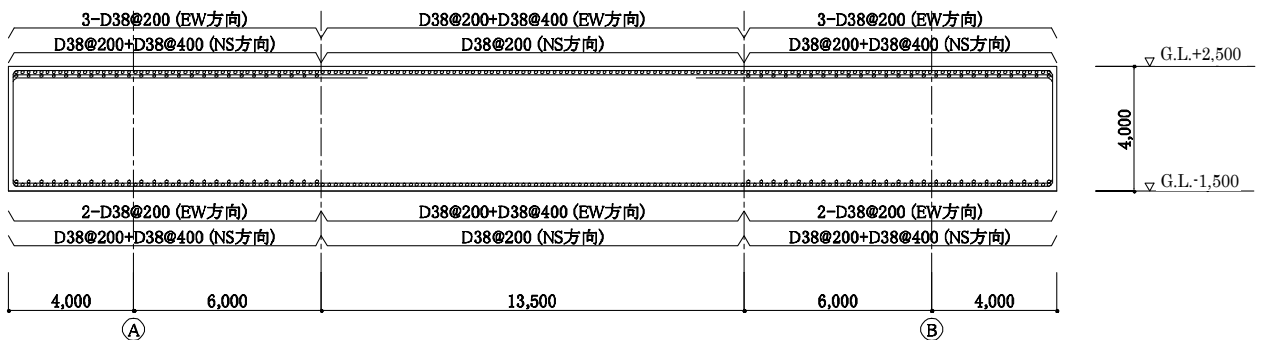 3-D38@200 (EW方向) D38@200+D38@400 (EW方向) 3-D38@200 (EW方向)
D38@200+D38@400 (NS方向) D38@200 (NS方向) D38@200+D38@400 (NS方向)
G.L.+2,500
4,000
G.L.-1,500
2-D38@200 (EW方向) D38@200+D38@400 (EW方向) 2-D38@200 (EW方向)
D38@200+D38@400 (NS方向) D38@200 (NS方向) D38@200+D38@400 (NS方向)
4,000 6,000 13,500 6,000 4,000
A B